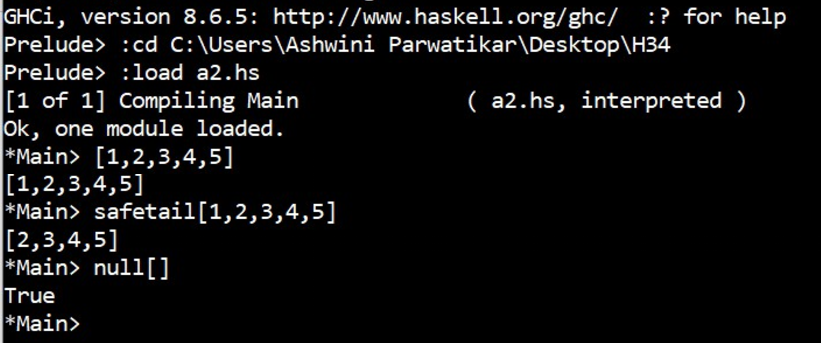 GHCi, version 8.6.5: http://www.haskell.org/ghc/  :? for help
Prelude> :cd C:\Users\Ashwini Parwatikar\Desktop\H34
Prelude> :load a2.hs
[1 of 1] Compiling Main             ( a2.hs, interpreted )
Ok, one module loaded.
*Main> [1,2,3,4,5]
[1,2,3,4,5]
*Main> safetail[1,2,3,4,5]
[2,3,4,5]
*Main> null[]
True
*Main>